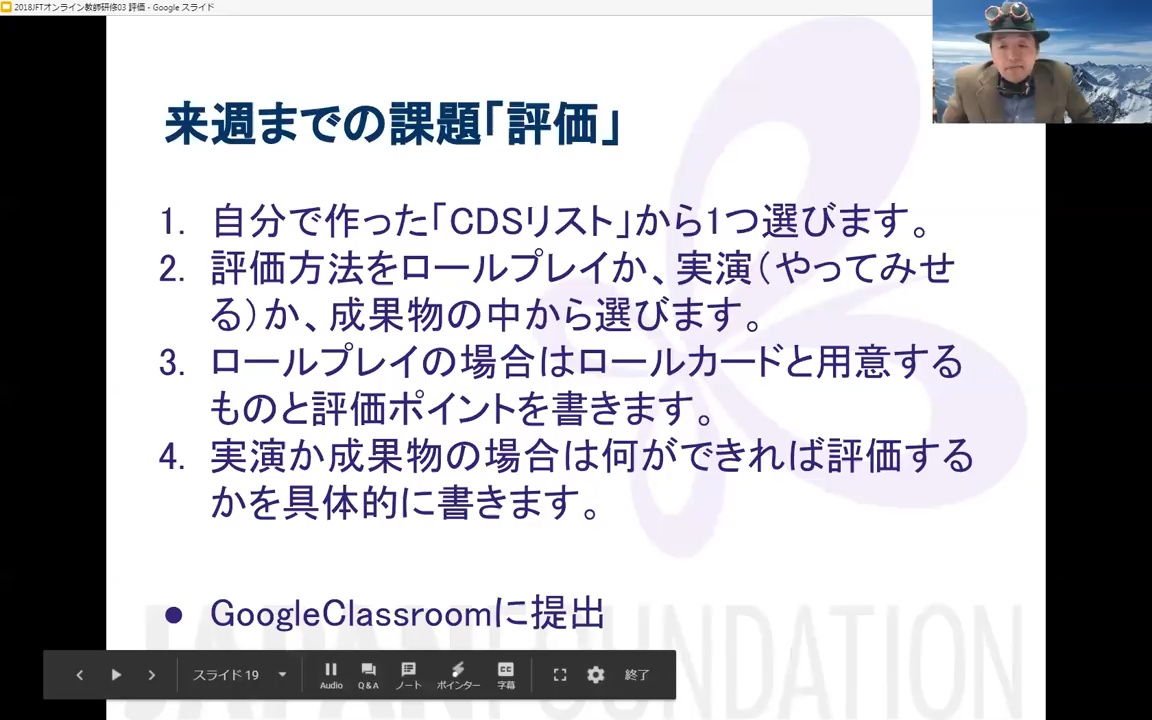 2018JFTオンライン教師研修03 評価 - Google スライド
来週までの課題「評価」
1. 自分で作った「CDSリスト」から1つ選びます。
2. 評価方法をロールプレイか、実演（やってみせ
る）か、成果物の中から選びます。
3. ロールプレイの場合はロールカードと用意する
ものと評価ポイントを書きます。
4. 実演か成果物の場合は何ができれば評価する
かを具体的に書きます。
● GoogleClassroomに提出
JAPANFOUNDATION
スライド 19
Audio Q&A ノート ポインター 字幕 終了